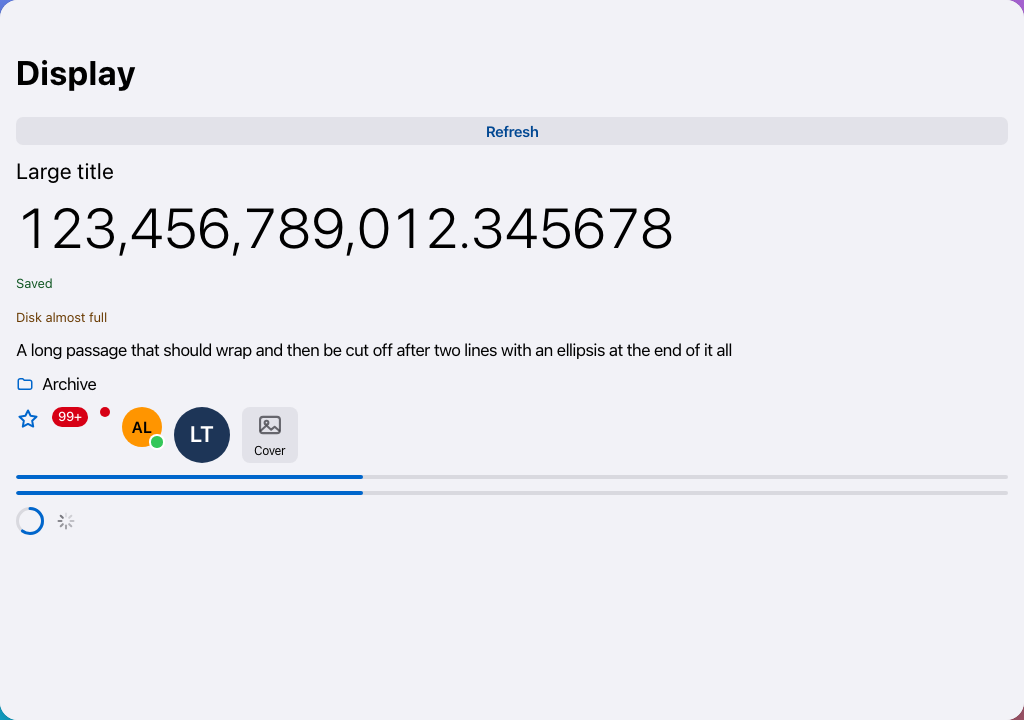 Display
Refresh
Large title
123,456,789,012.345678
Saved
Disk almost full
A long passage that should wrap and then be cut off after two lines with an ellipsis at the end of it all
Archive
99+
AL
LT
Cover